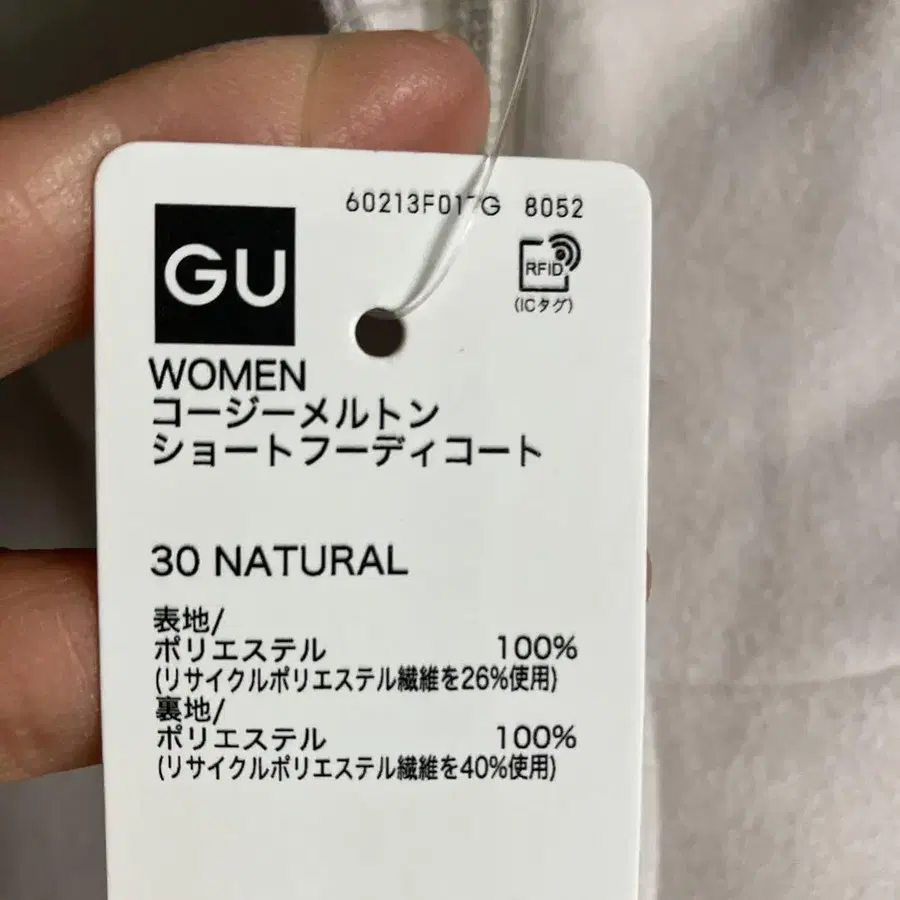 60213F017G 8052
GU
RFID
(ICタグ)
WOMEN
コージーメルトン
ショートフーディコート
30 NATURAL
表地/
ポリエステル 100%
(リサイクルポリエステル繊維を26%使用)
裏地/
ポリエステル 100%
(リサイクルポリエステル繊維を40%使用)